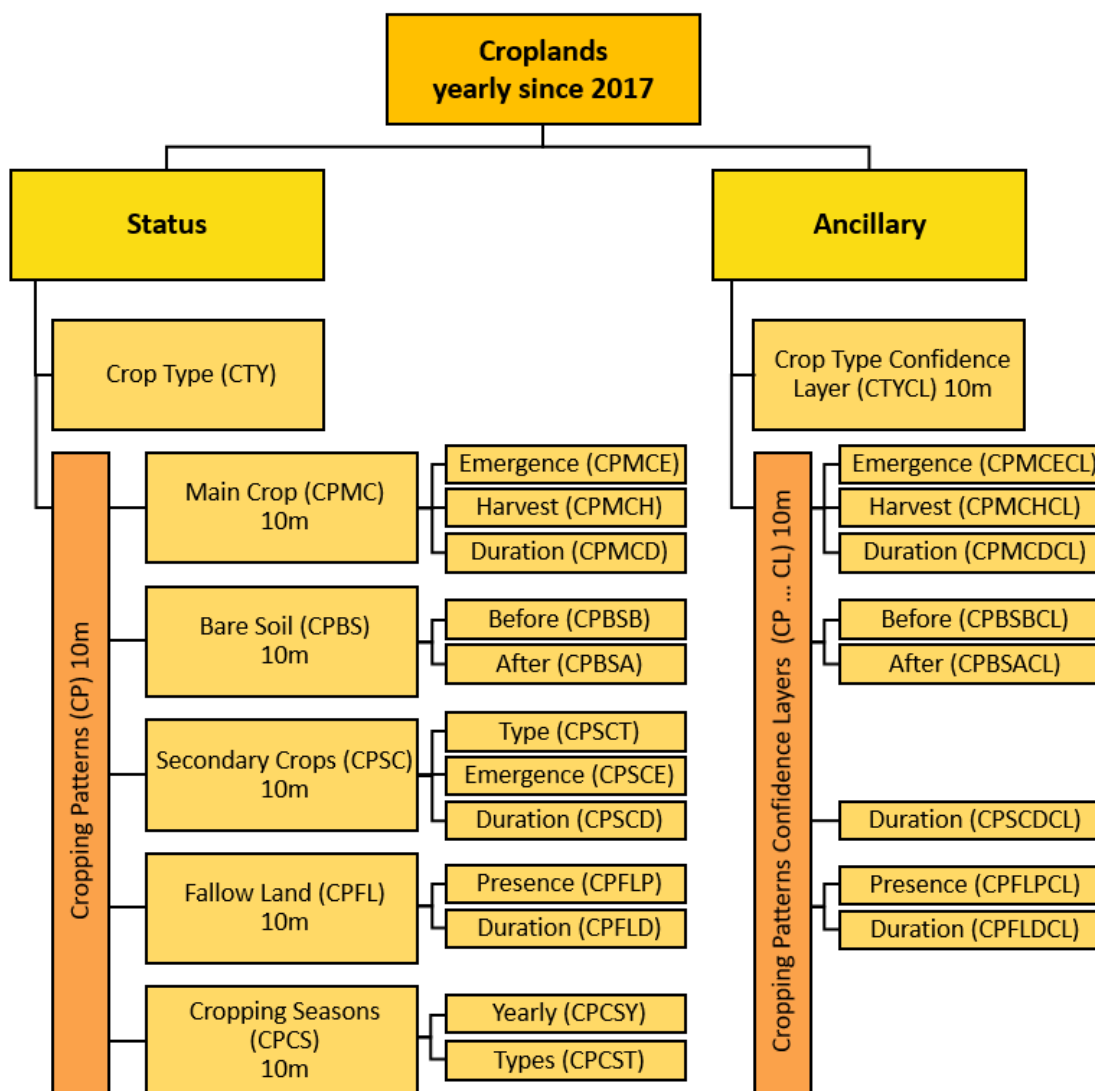 Croplands
yearly since 2017
Status
Ancillary
Crop Type (CTY)
Crop Type Confidence
Layer (CTYCL) 10m
Cropping Patterns (CP) 10m
Main Crop (CPMC)
10m
Emergence (CPMCE)
Harvest (CPMCH)
Duration (CPMCD)
Bare Soil (CPBS)
10m
Before (CPBSB)
After (CPBSA)
Secondary Crops (CPSC)
10m
Type (CPSCT)
Emergence (CPSCE)
Duration (CPSCD)
Fallow Land (CPFL)
10m
Presence (CPFLP)
Duration (CPFLD)
Cropping Seasons
(CPCS)
10m
Yearly (CPCSY)
Types (CPCST)
Cropping Patterns Confidence Layers (CP ... CL) 10m
Emergence (CPMCECL)
Harvest (CPMCHCL)
Duration (CPMCDCL)
Before (CPBSBCL)
After (CPBSACL)
Duration (CPSCDCL)
Presence (CPFLPCL)
Duration (CPFLDCL)